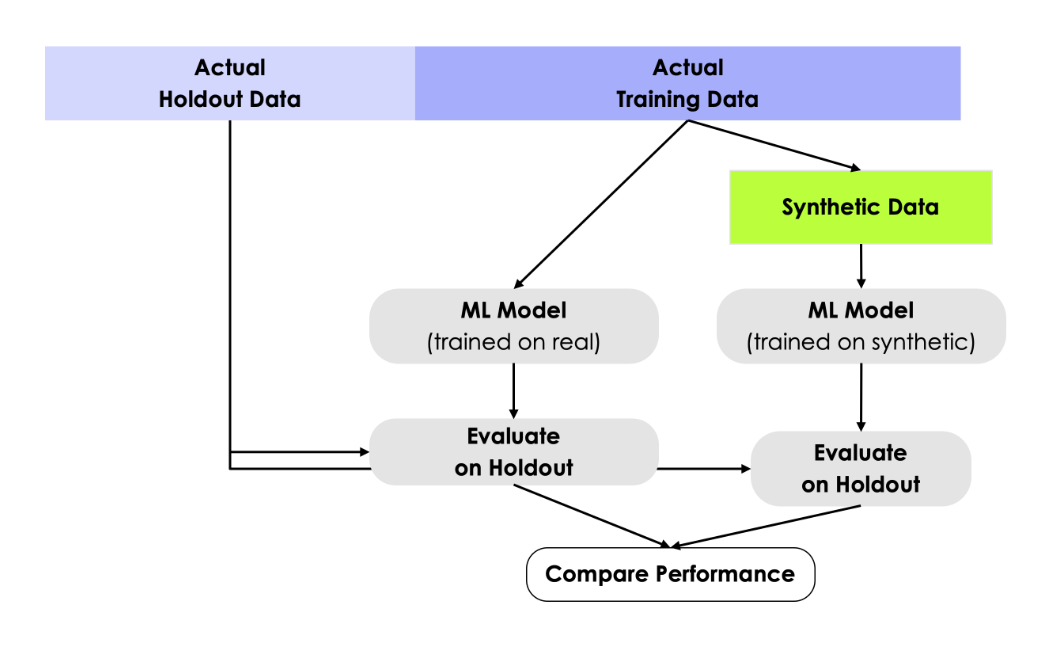 Actual
Holdout Data
Actual
Training Data
Synthetic Data
ML Model
(trained on real)
ML Model
(trained on synthetic)
Evaluate
on Holdout
Evaluate
on Holdout
Compare Performance